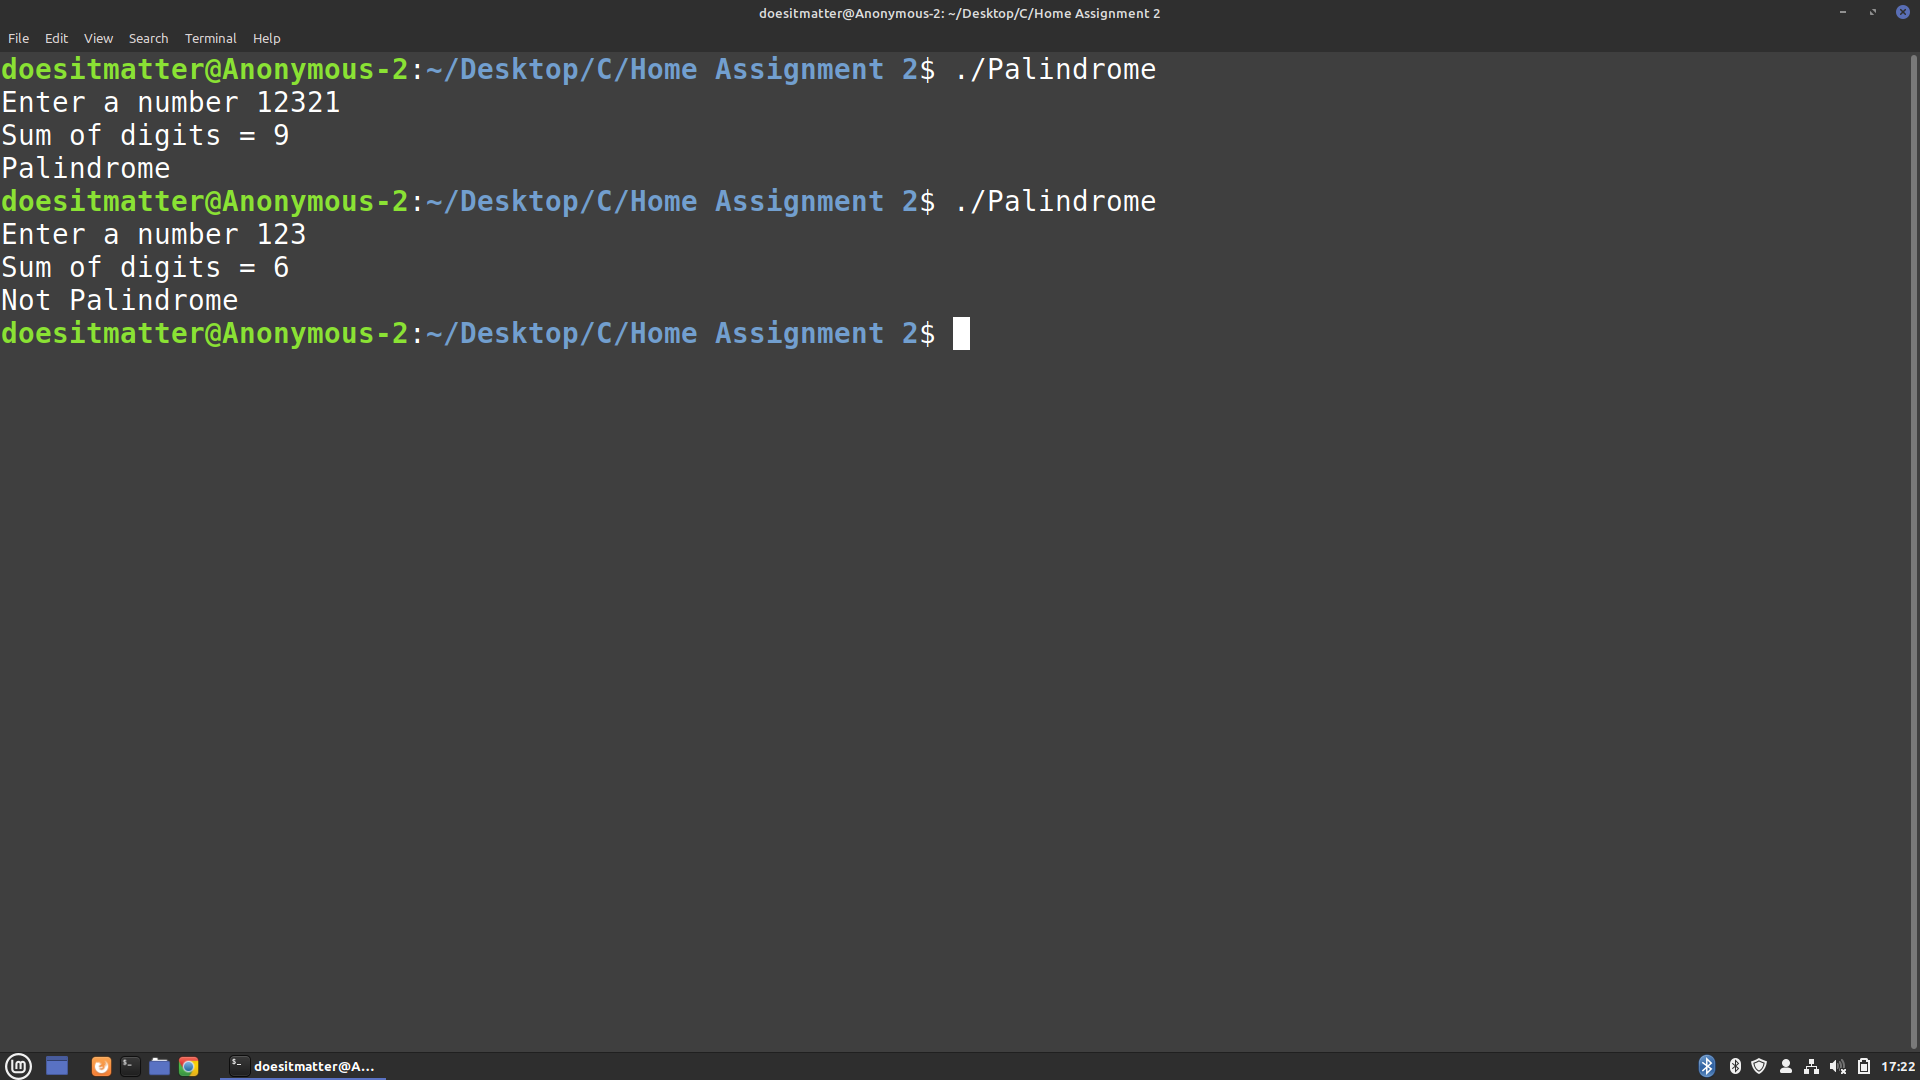 doesitmatter@Anonymous-2: ~/Desktop/C/Home Assignment 2
File Edit View Search Terminal Help
doesitmatter@Anonymous-2:~/Desktop/C/Home Assignment 2$ ./Palindrome
Enter a number 12321
Sum of digits = 9
Palindrome
doesitmatter@Anonymous-2:~/Desktop/C/Home Assignment 2$ ./Palindrome
Enter a number 123
Sum of digits = 6
Not Palindrome
doesitmatter@Anonymous-2:~/Desktop/C/Home Assignment 2$
doesitmatter@A... 17:22